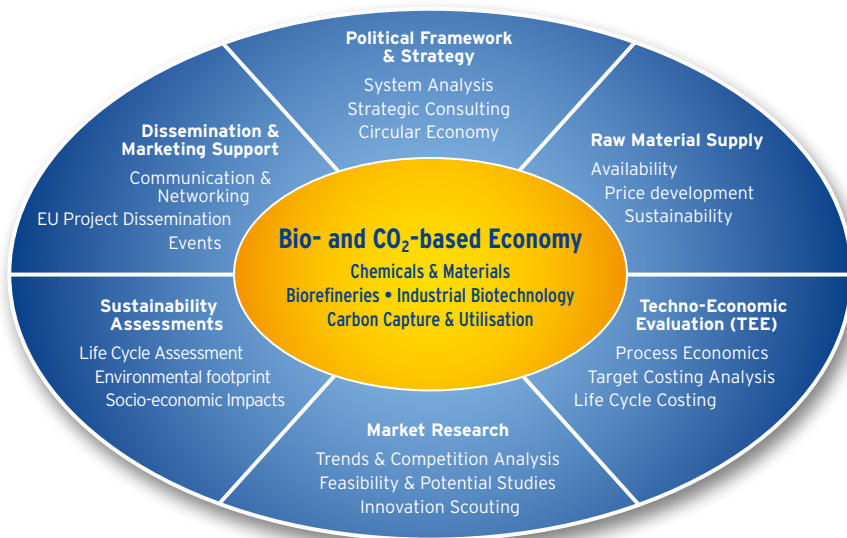 Political Framework
& Strategy
System Analysis
Strategic Consulting
Circular Economy
Raw Material Supply
Availability
Price development
Sustainability
Techno-Economic
Evaluation (TEE)
Process Economics
Target Costing Analysis
Life Cycle Costing
Market Research
Trends & Competition Analysis
Feasibility & Potential Studies
Innovation Scouting
Sustainability
Assessments
Life Cycle Assessment
Environmental footprint
Socio-economic Impacts
Dissemination &
Marketing Support
Communication &
Networking
EU Project Dissemination
Events
Bio- and CO₂-based Economy
Chemicals & Materials
Biorefineries • Industrial Biotechnology
Carbon Capture & Utilisation